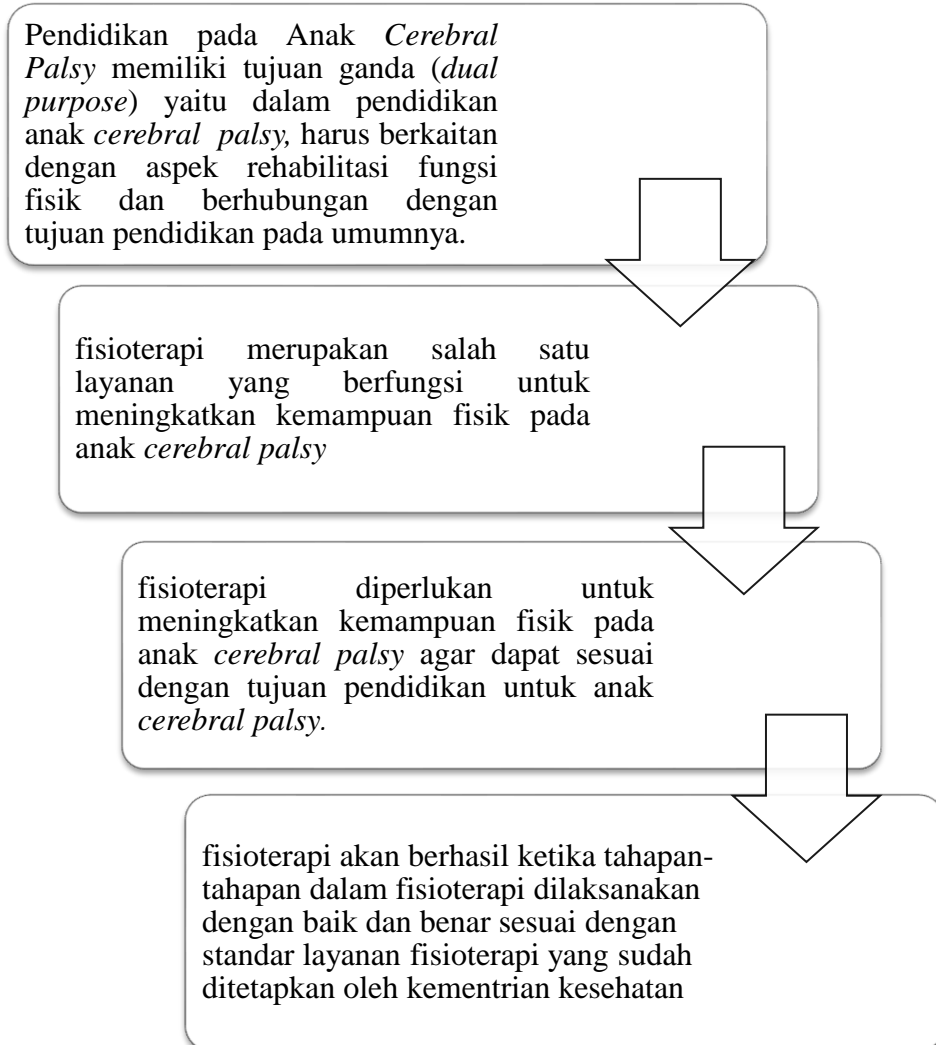 Pendidikan pada Anak Cerebral
Palsy memiliki tujuan ganda (dual
purpose) yaitu dalam pendidikan
anak cerebral palsy, harus berkaitan
dengan aspek rehabilitasi fungsi
fisik dan berhubungan dengan
tujuan pendidikan pada umumnya.
fisioterapi merupakan salah satu
layanan yang berfungsi untuk
meningkatkan kemampuan fisik pada
anak cerebral palsy
fisioterapi diperlukan untuk
meningkatkan kemampuan fisik pada
anak cerebral palsy agar dapat sesuai
dengan tujuan pendidikan untuk anak
cerebral palsy.
fisioterapi akan berhasil ketika tahapan-
tahapan dalam fisioterapi dilaksanakan
dengan baik dan benar sesuai dengan
standar layanan fisioterapi yang sudah
ditetapkan oleh kementrian kesehatan